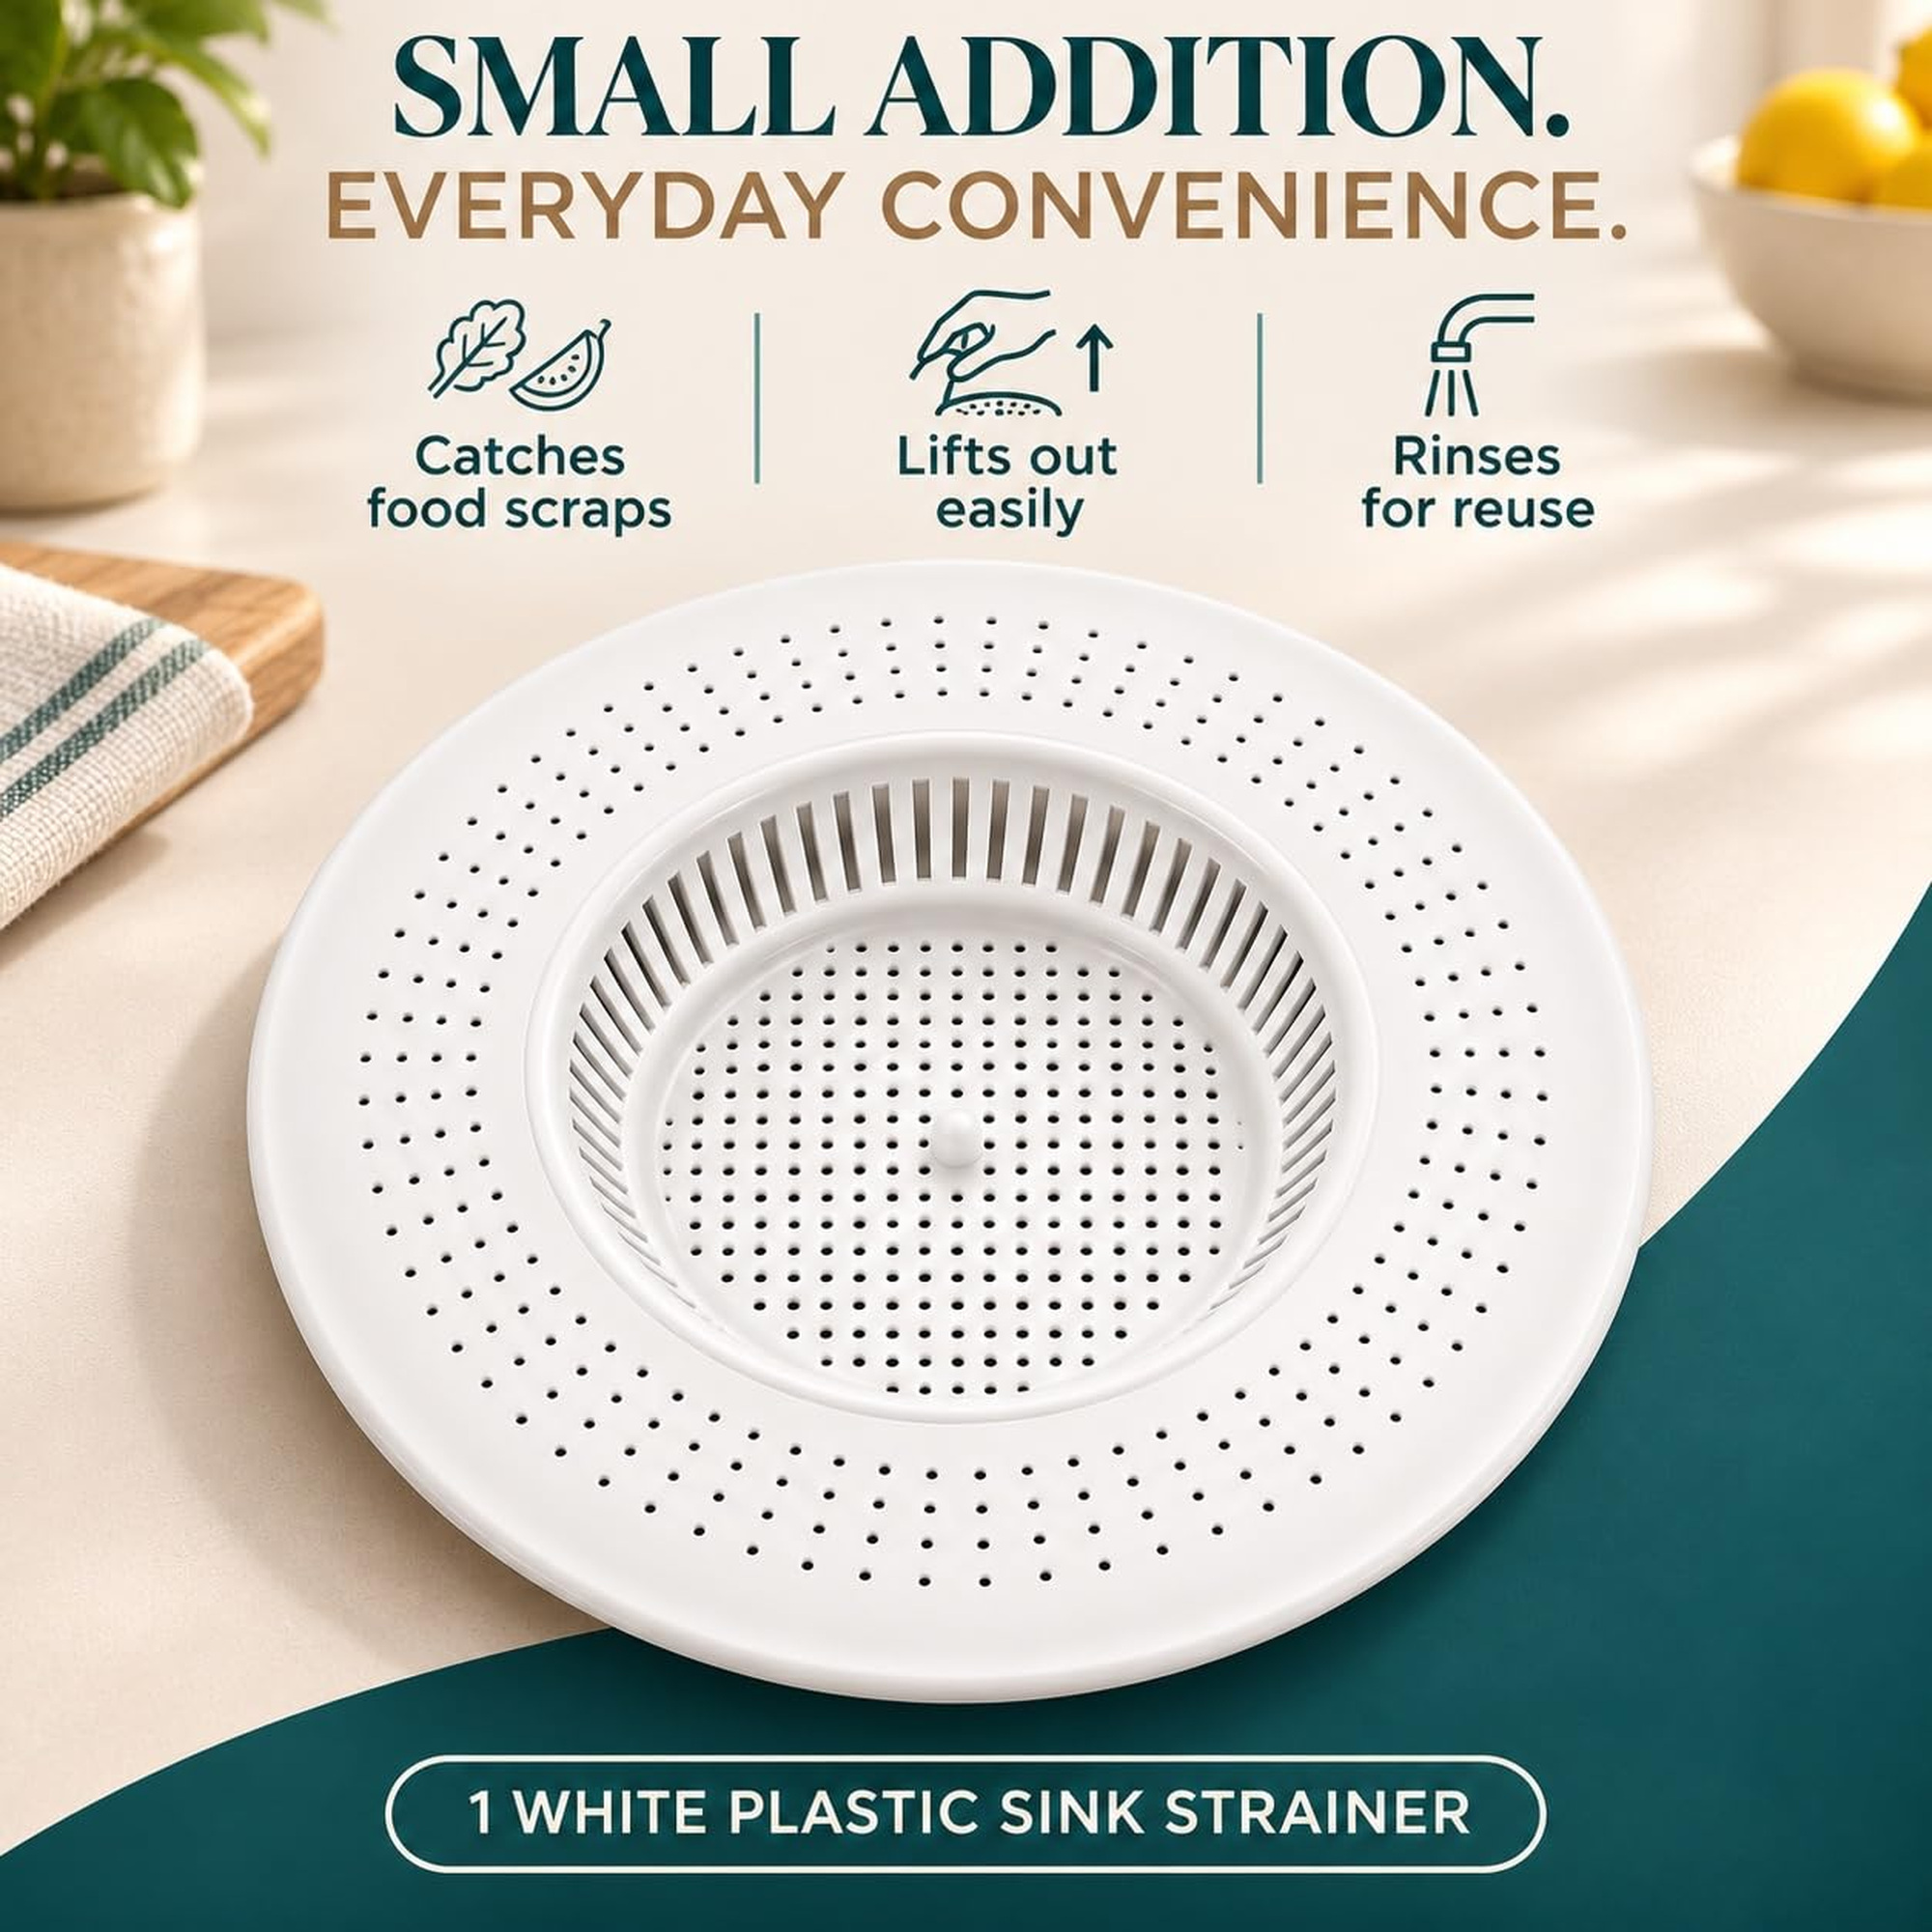 SMALL ADDITION.
EVERYDAY CONVENIENCE.
Catches
food scraps
Lifts out
easily
Rinses
for reuse
1 WHITE PLASTIC SINK STRAINER